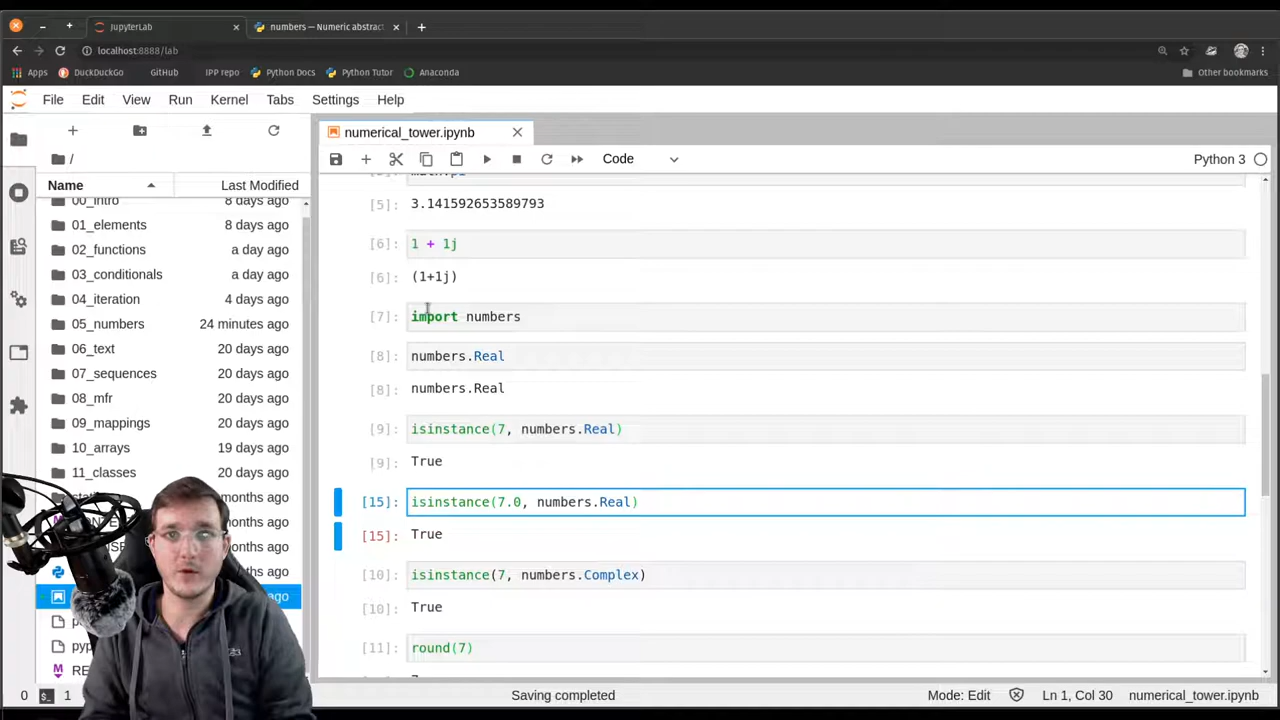 JupyterLab
numbers — Numeric abstrac
localhost:8888/lab
Apps DuckDuckGo GitHub IPP repo Python Docs Python Tutor Anaconda Other bookmarks
File Edit View Run Kernel Tabs Settings Help
numerical_tower.ipynb
Code Python 3
/
Name Last Modified
00_intro 8 days ago
01_elements 8 days ago
02_functions a day ago
03_conditionals a day ago
04_iteration 4 days ago
05_numbers 24 minutes ago
06_text 20 days ago
07_sequences 20 days ago
08_mfr 20 days ago
09_mappings 20 days ago
10_arrays 19 days ago
11_classes 20 days ago
months ago
months ago
ago
math.pi
[5]: 3.141592653589793
[6]: 1 + 1j
[6]: (1+1j)
[7]: import numbers
[8]: numbers.Real
[8]: numbers.Real
[9]: isinstance(7, numbers.Real)
[9]: True
[15]: isinstance(7.0, numbers.Real)
[15]: True
[10]: isinstance(7, numbers.Complex)
[10]: True
[11]: round(7)
0 1 Saving completed Mode: Edit Ln 1, Col 30 numerical_tower.ipynb